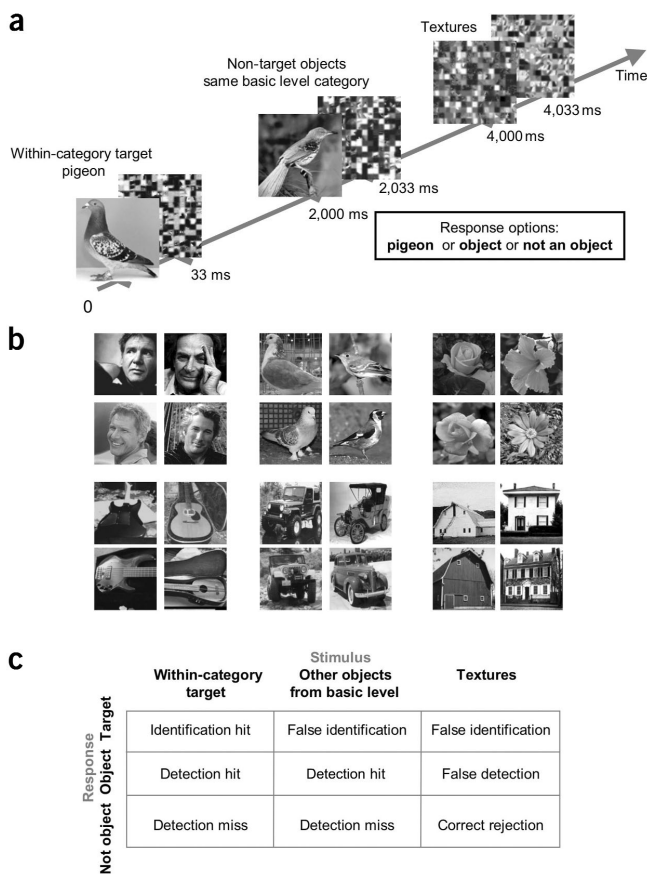 a
Textures
Non-target objects
same basic level category
Time
4,033 ms
4,000 ms
Within-category target
pigeon
2,033 ms
2,000 ms
Response options:
pigeon or object or not an object
33 ms
0
b
c
Stimulus
Within-category
target
Other objects
from basic level
Textures
Response
Target
Identification hit
False identification
False identification
Object
Detection hit
Detection hit
False detection
Not object
Detection miss
Detection miss
Correct rejection